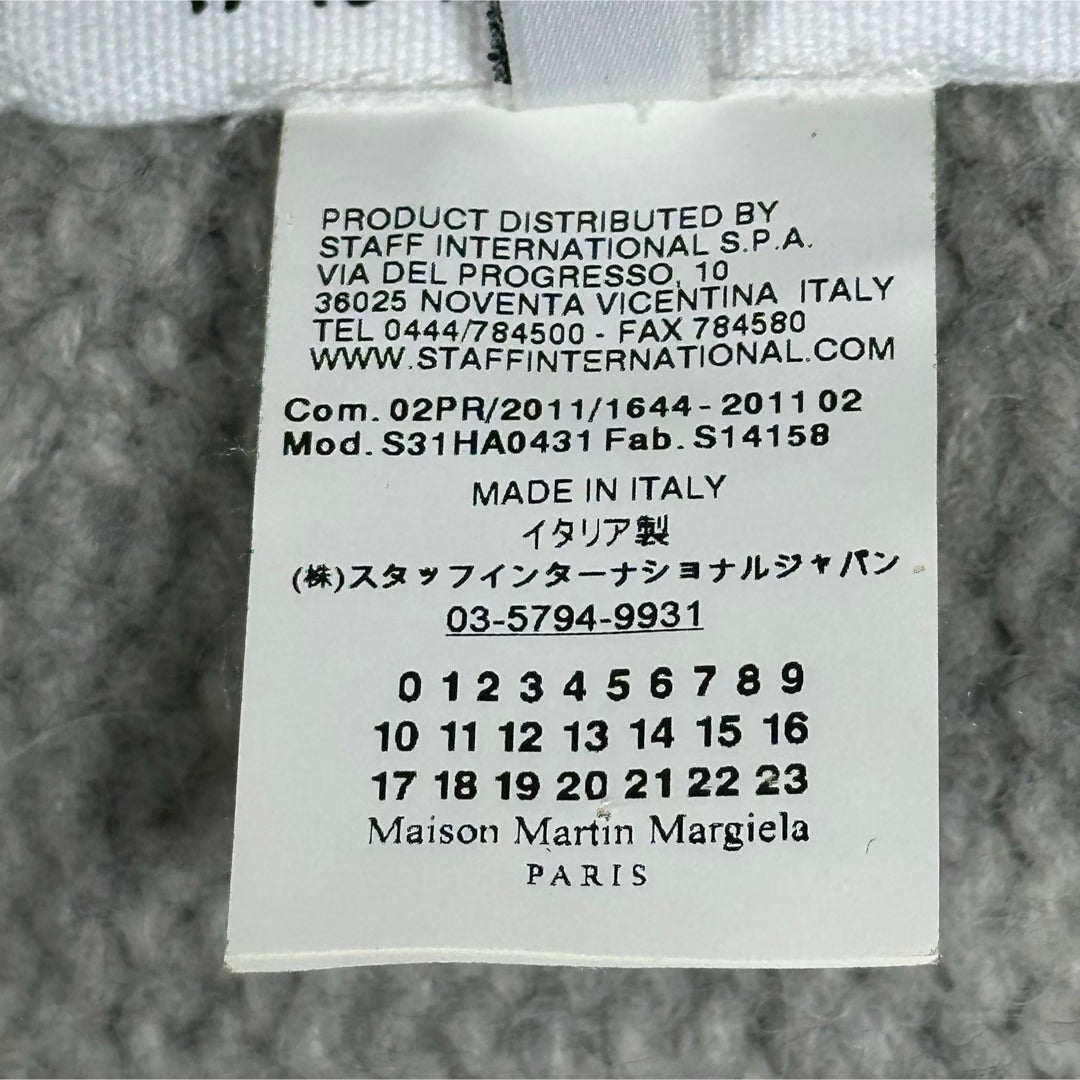 PRODUCT DISTRIBUTED BY
STAFF INTERNATIONAL S.P.A.
VIA DEL PROGRESSO, 10
36025 NOVENTA VICENTINA ITALY
TEL 0444/784500 - FAX 784580
WWW.STAFFINTERNATIONAL.COM
Com. 02PR/2011/1644 - 2011 02
Mod. S31HA0431 Fab. S14158
MADE IN ITALY
イタリア製
(株)スタッフインターナショナルジャパン
03-5794-9931
0 1 2 3 4 5 6 7 8 9
10 11 12 13 14 15 16
17 18 19 20 21 22 23
Maison Martin Margiela
PARIS